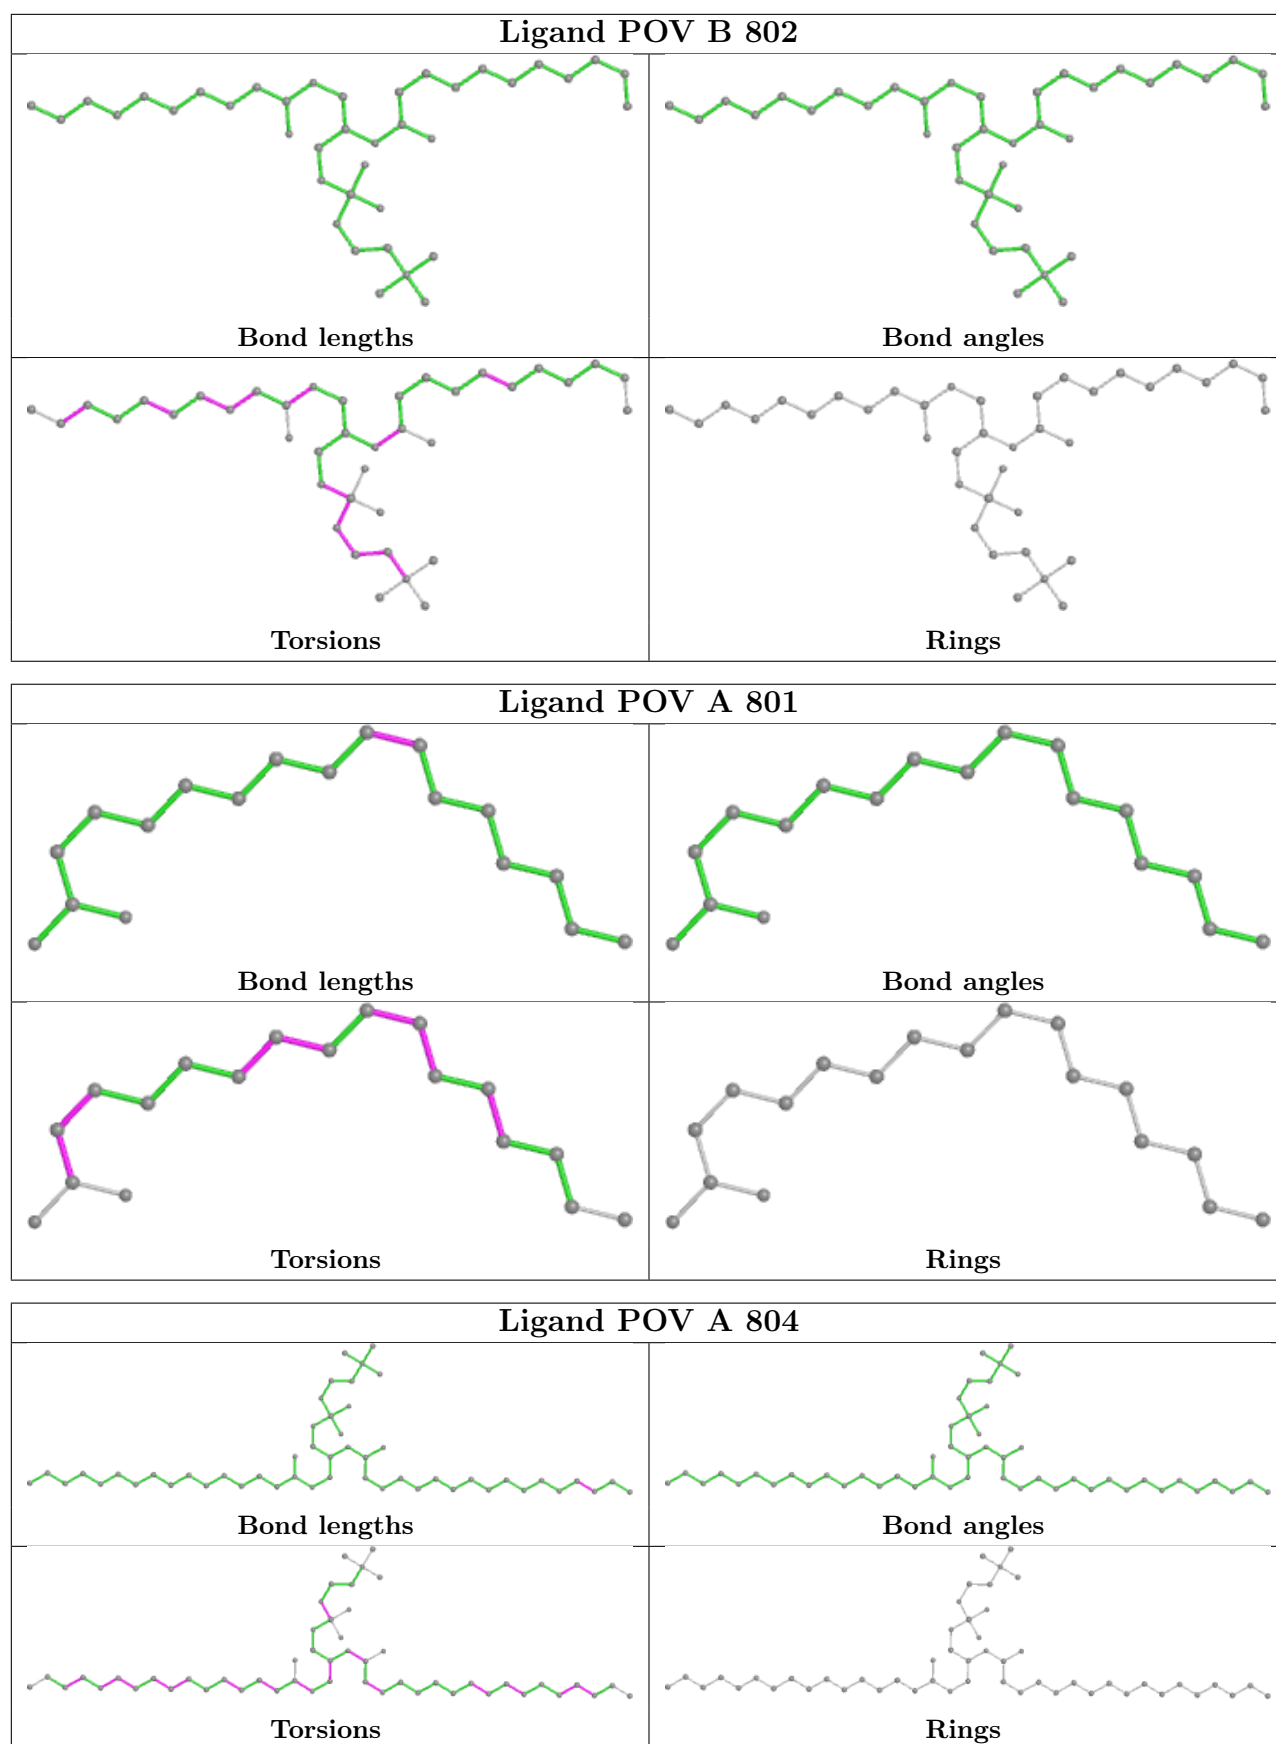 Ligand POV B 802
Bond lengths
Bond angles
Torsions
Rings
Ligand POV A 801
Bond lengths
Bond angles
Torsions
Rings
Ligand POV A 804
Bond lengths
Bond angles
Torsions
Rings